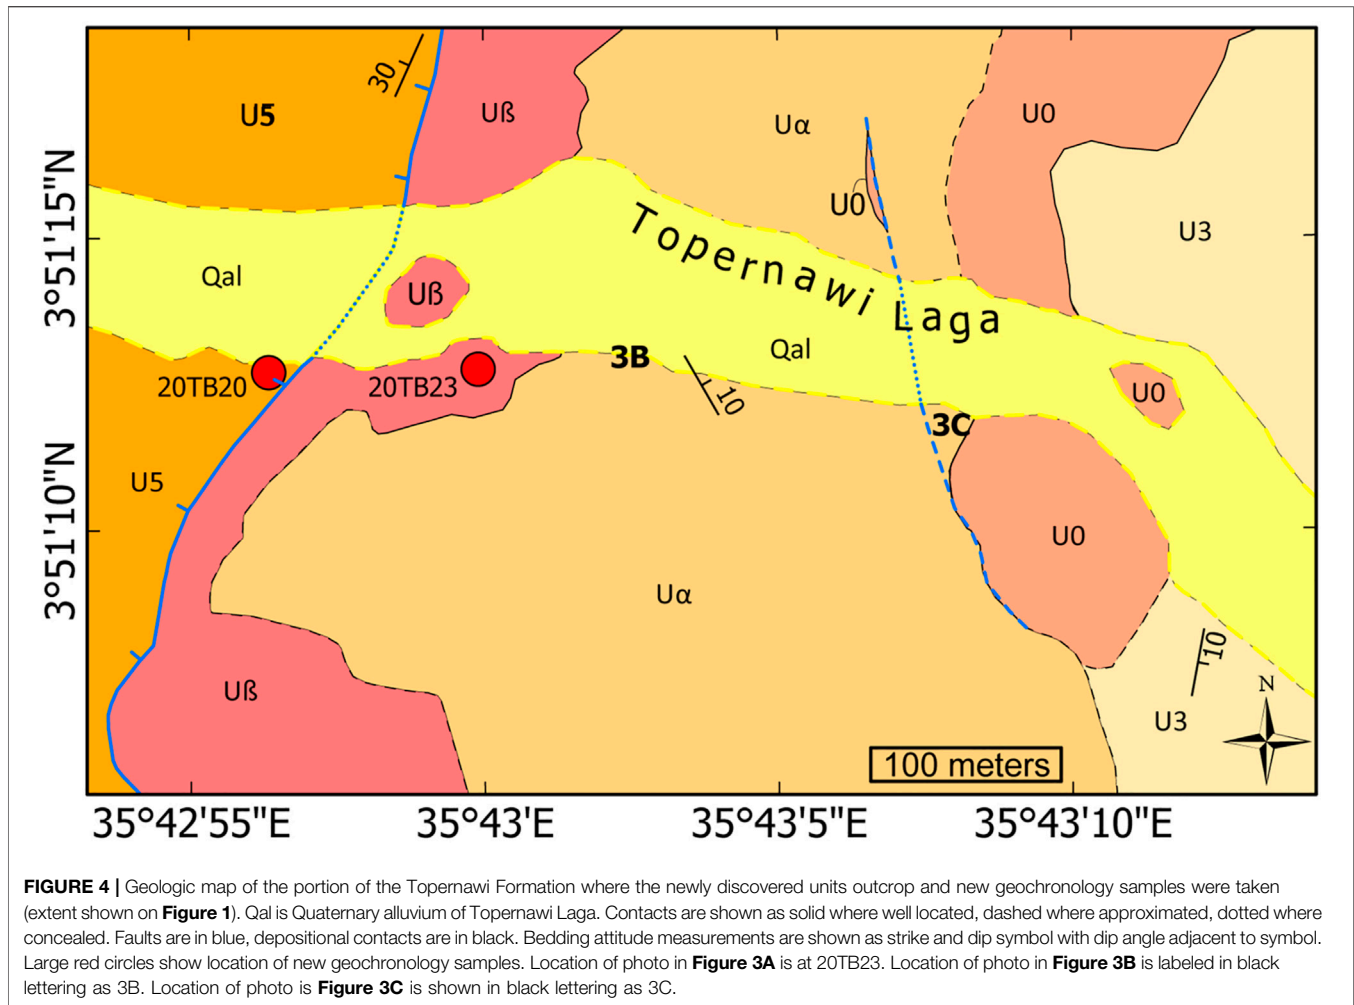 30
U5
Uß
Uα
U0
U0
U3
3°51'15"N
Topernawi Laga
Qal
Uß
Qal
3B
20TB20
20TB23
10
U0
3C
3°51'10"N
U5
U0
Uα
10
Uß
U3
N
100 meters
35°42'55"E
35°43'E
35°43'5"E
35°43'10"E
FIGURE 4 | Geologic map of the portion of the Topernawi Formation where the newly discovered units outcrop and new geochronology samples were taken
(extent shown on Figure 1). Qal is Quaternary alluvium of Topernawi Laga. Contacts are shown as solid where well located, dashed where approximated, dotted where
concealed. Faults are in blue, depositional contacts are in black. Bedding attitude measurements are shown as strike and dip symbol with dip angle adjacent to symbol.
Large red circles show location of new geochronology samples. Location of photo in Figure 3A is at 20TB23. Location of photo in Figure 3B is labeled in black
lettering as 3B. Location of photo is Figure 3C is shown in black lettering as 3C.